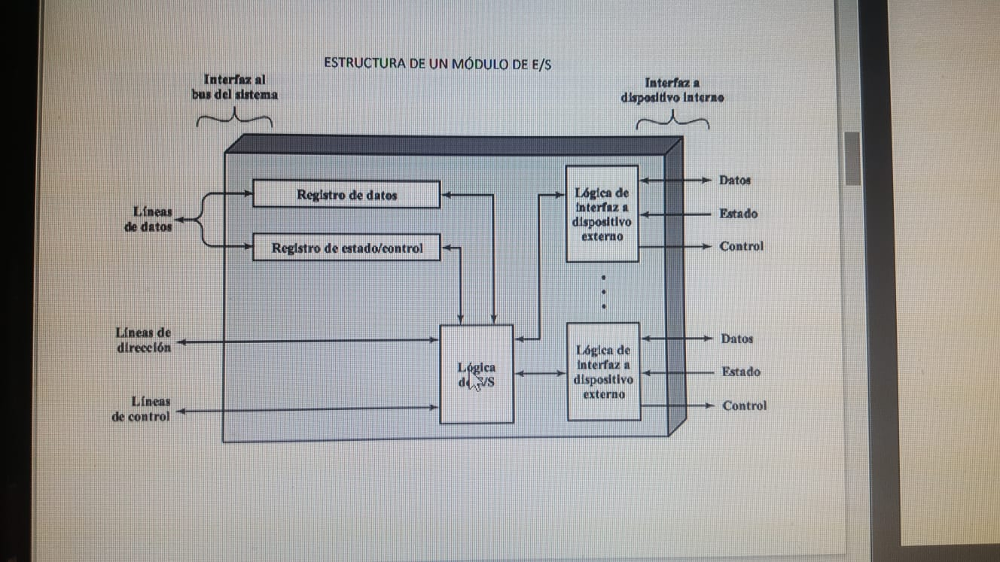 ESTRUCTURA DE UN MÓDULO DE E/S
Interfaz al
bus del sistema
Interfaz a
dispositivo interno
Líneas
de datos
Registro de datos
Registro de estado/control
Lógica de
interfaz a
dispositivo
externo
Datos
Estado
Control
Líneas de
dirección
Líneas
de control
Lógica
de E/S
Lógica de
interfaz a
dispositivo
externo
Datos
Estado
Control